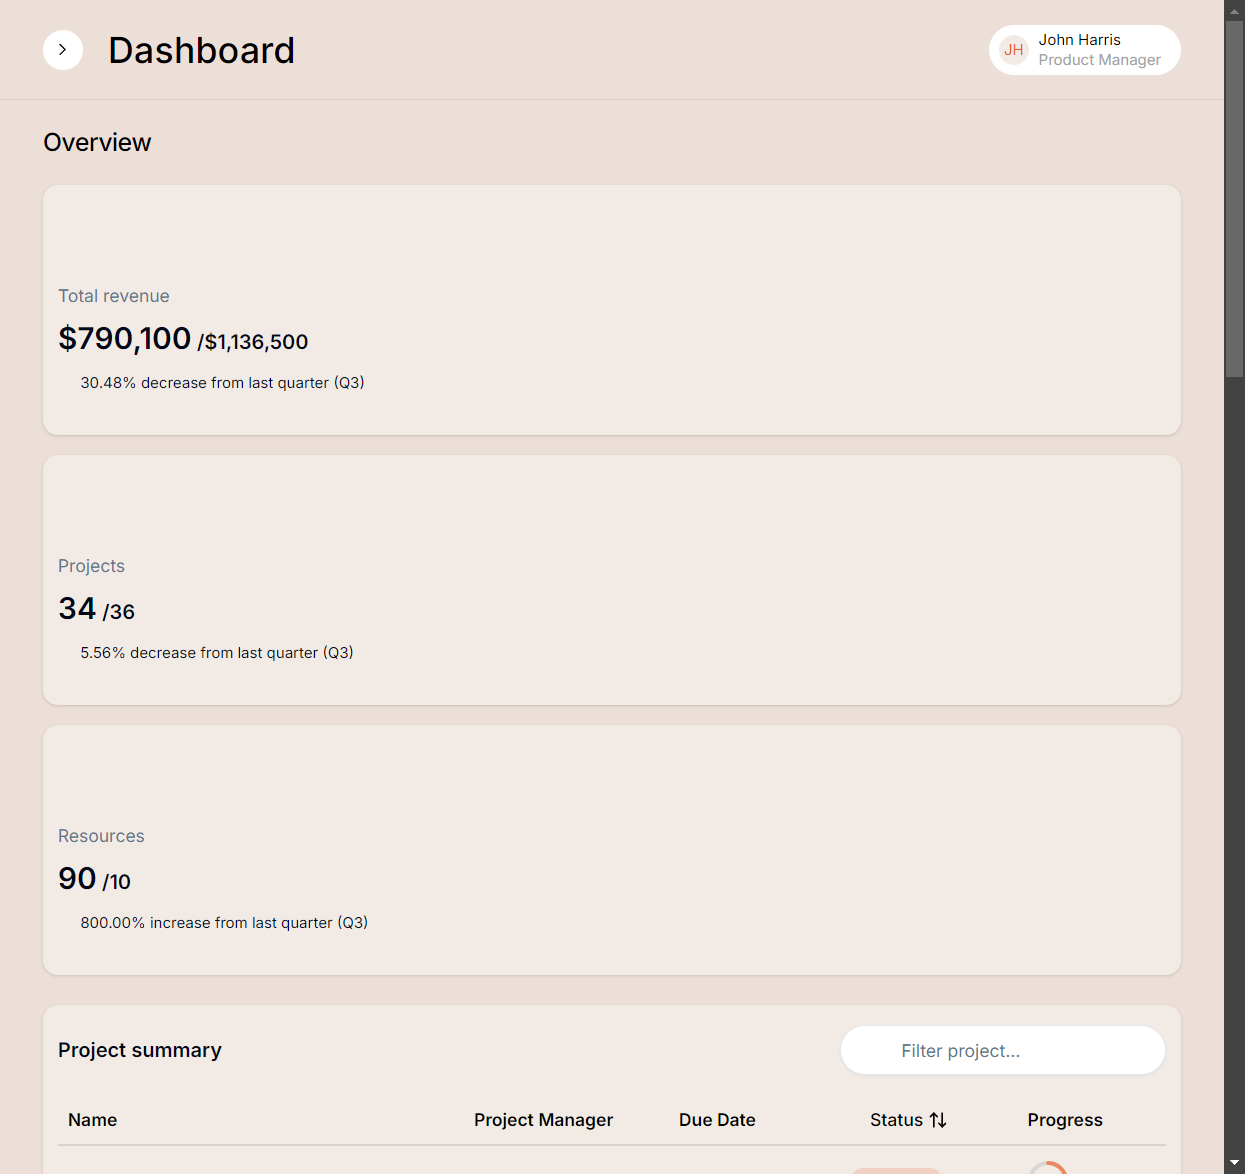 Dashboard
JH
John Harris
Product Manager
Overview
Total revenue
$790,100 /$1,136,500
30.48% decrease from last quarter (Q3)
Projects
34 /36
5.56% decrease from last quarter (Q3)
Resources
90 /10
800.00% increase from last quarter (Q3)
Project summary
Filter project...
Name Project Manager Due Date Status Progress